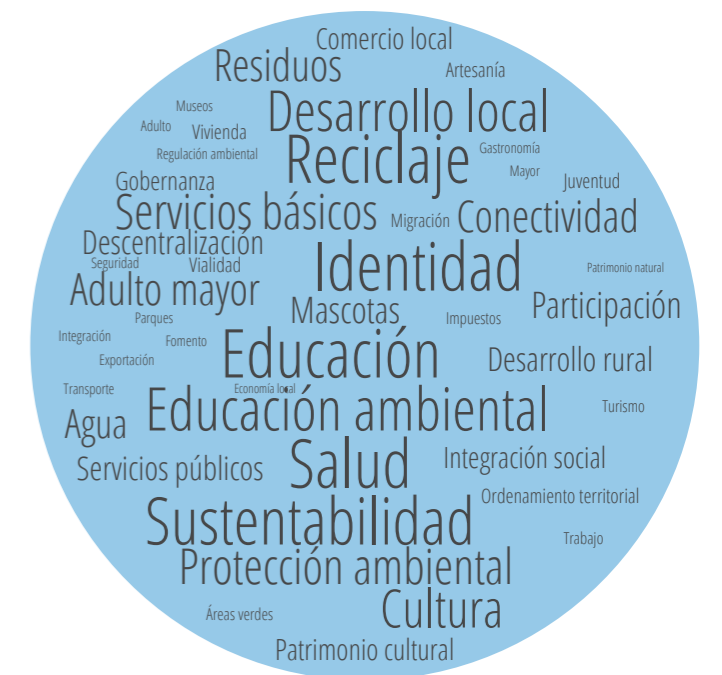 Comercio local
Residuos
Artesanía
Museos
Desarrollo local
Adulto
Vivienda
Reciclaje
Gastronomía
Regulación ambiental
Mayor
Gobernanza
Juventud
Servicios básicos
Migración
Conectividad
Descentralización
Seguridad
Vialidad
Identidad
Patrimonio natural
Adulto mayor
Mascotas
Participación
Parques
Impuestos
Integración
Fomento
Educación
Exportación
Desarrollo rural
Transporte
Economía local
Educación ambiental
Turismo
Agua
Servicios públicos
Salud
Integración social
Ordenamiento territorial
Sustentabilidad
Trabajo
Protección ambiental
Áreas verdes
Cultura
Patrimonio cultural